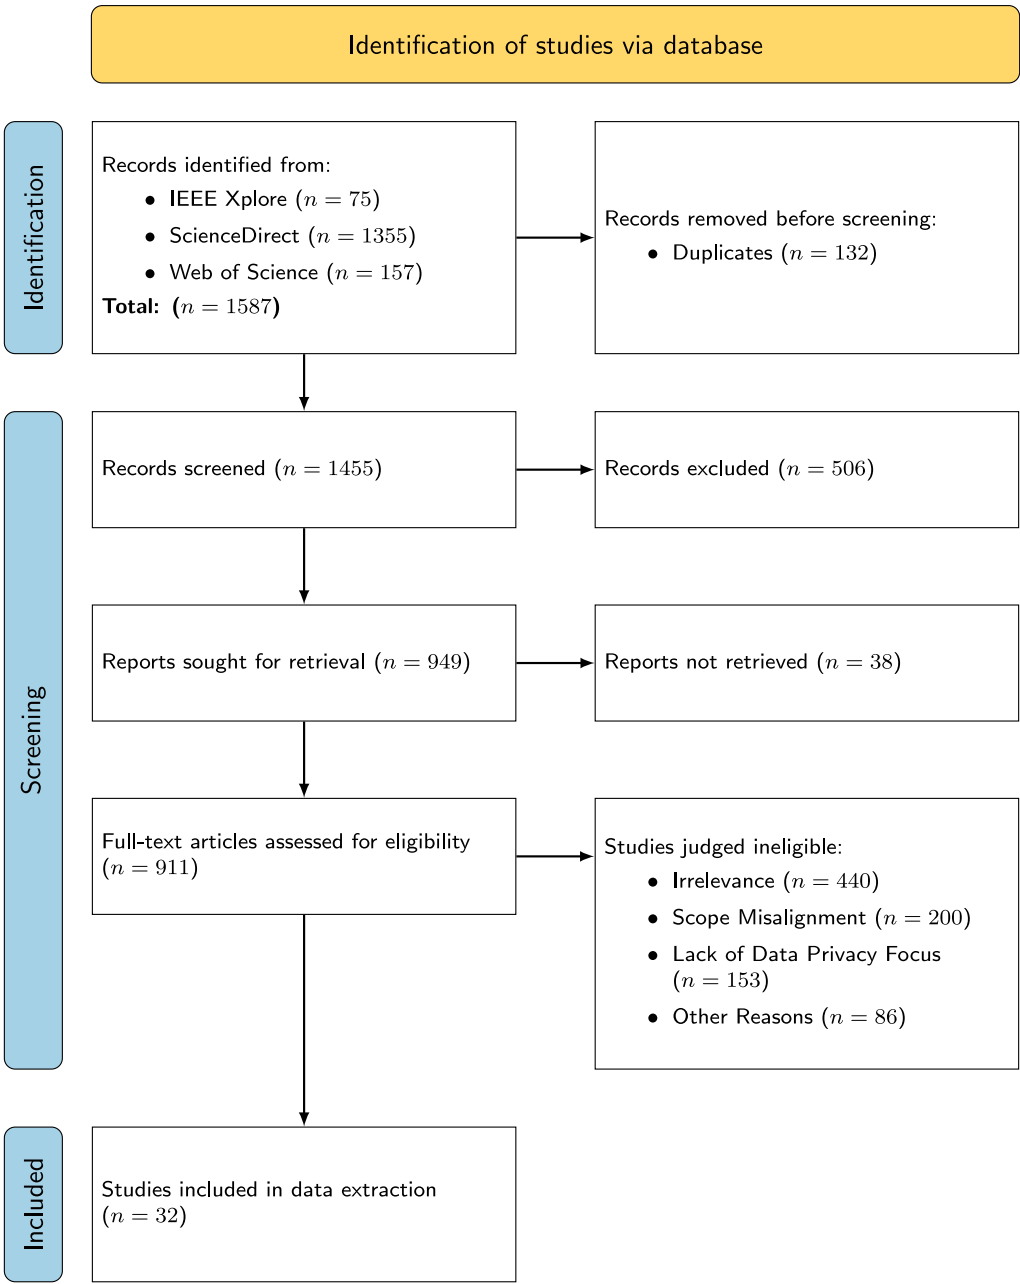 Identification of studies via database
Identification
Records identified from:
• IEEE Xplore (n = 75)
• ScienceDirect (n = 1355)
• Web of Science (n = 157)
Total: (n = 1587)
Records removed before screening:
• Duplicates (n = 132)
Screening
Records screened (n = 1455)
Records excluded (n = 506)
Reports sought for retrieval (n = 949)
Reports not retrieved (n = 38)
Full-text articles assessed for eligibility
(n = 911)
Studies judged ineligible:
• Irrelevance (n = 440)
• Scope Misalignment (n = 200)
• Lack of Data Privacy Focus
(n = 153)
• Other Reasons (n = 86)
Included
Studies included in data extraction
(n = 32)